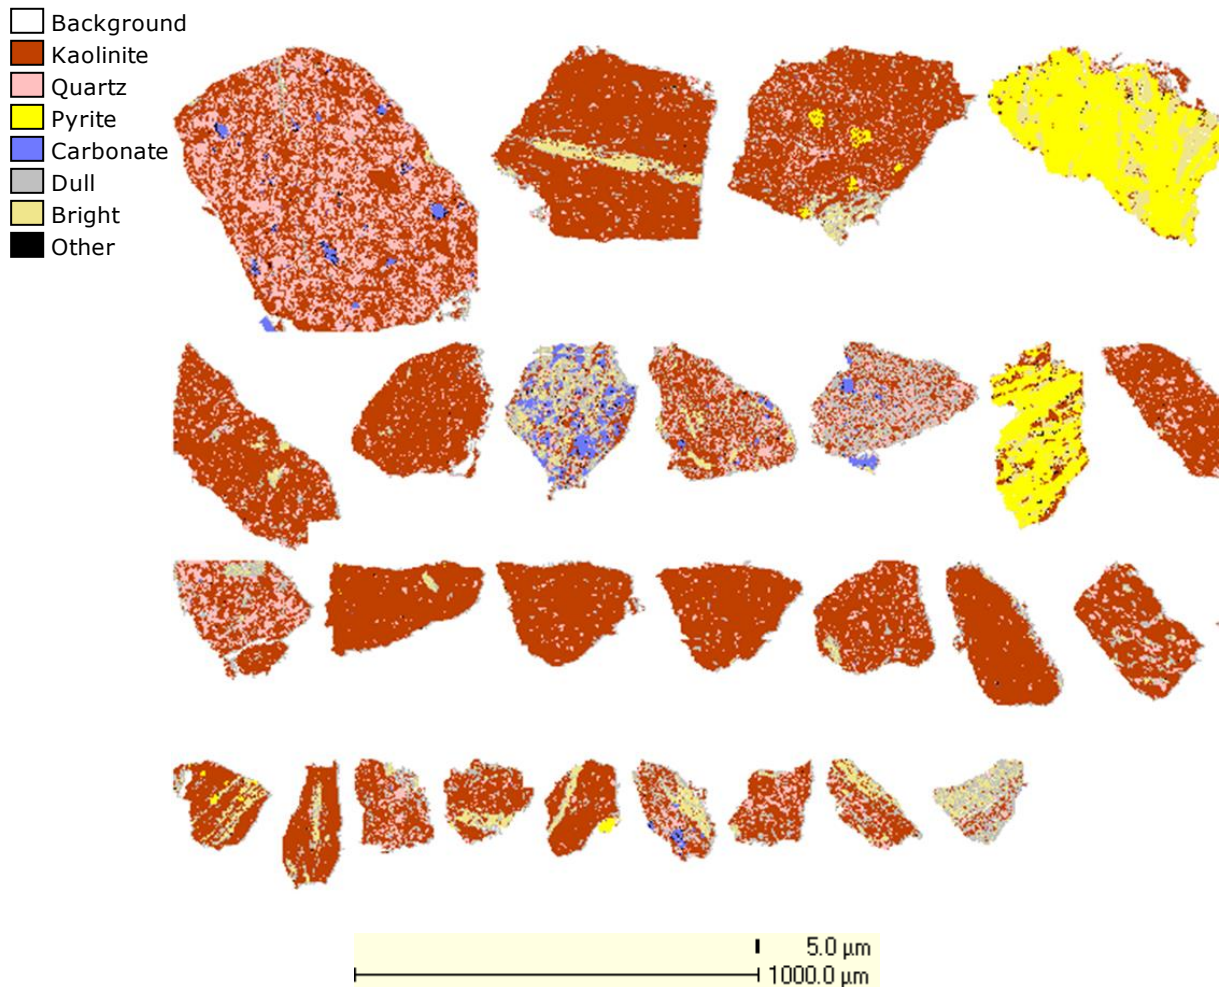 Background
Kaolinite
Quartz
Pyrite
Carbonate
Dull
Bright
Other
5.0 µm
1000.0 µm